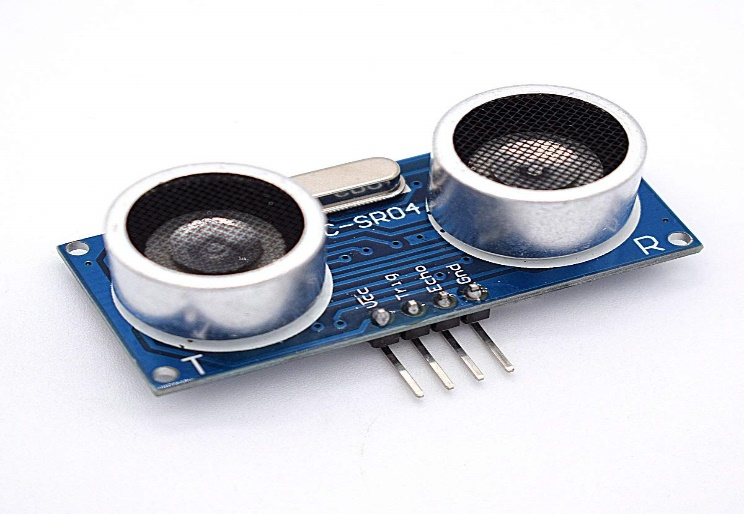 C-SR04
Vcc
Trig
Echo
Gnd
T
R